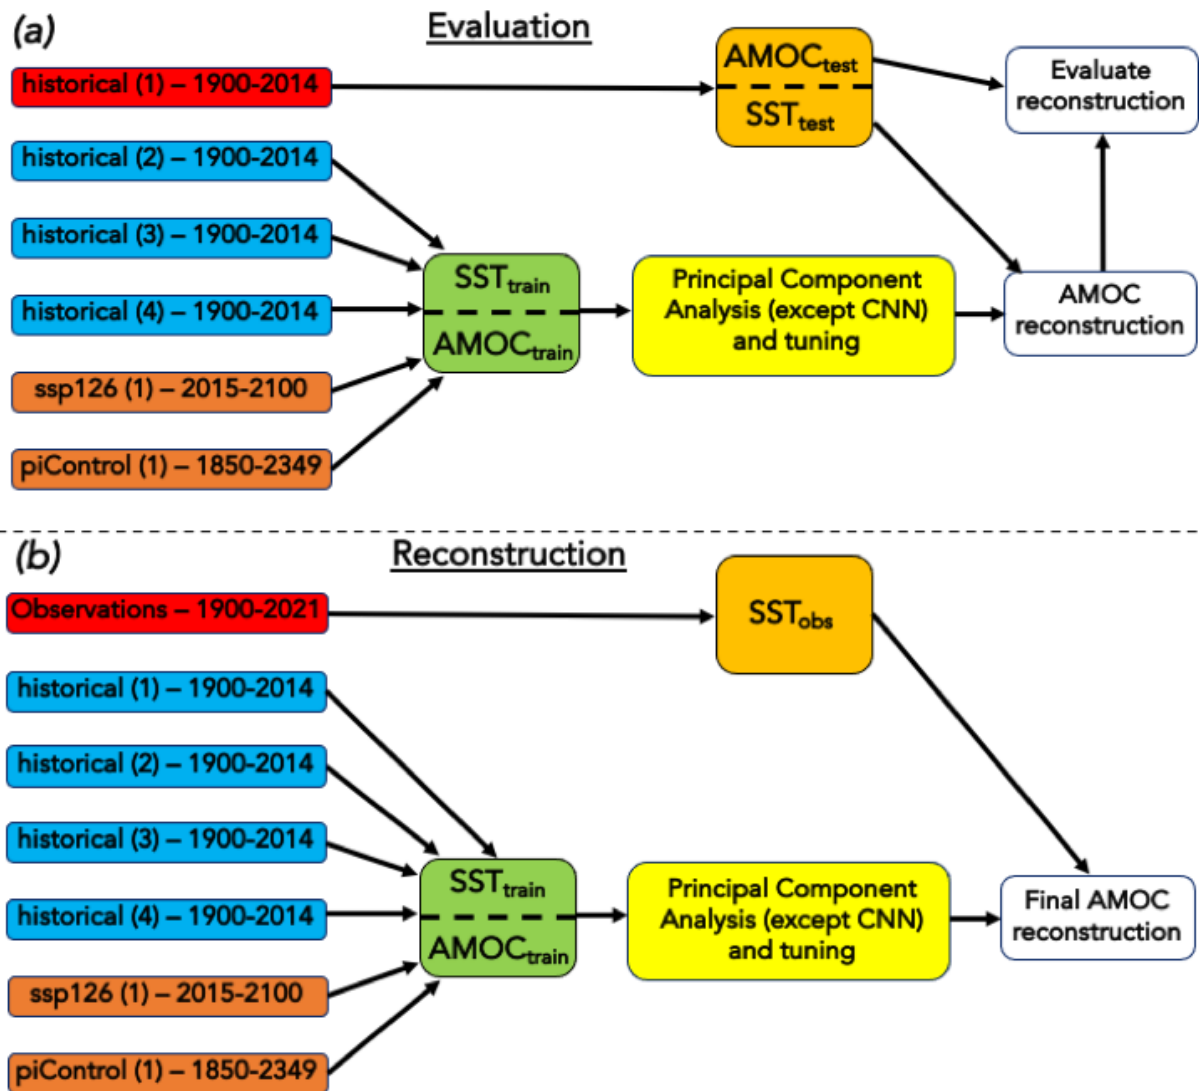 (a)
Evaluation
historical (1) – 1900-2014
historical (2) – 1900-2014
historical (3) – 1900-2014
historical (4) – 1900-2014
ssp126 (1) – 2015-2100
piControl (1) – 1850-2349
SSTtrain
AMOCtrain
Principal Component
Analysis (except CNN)
and tuning
AMOCtest
SSTtest
Evaluate
reconstruction
AMOC
reconstruction
(b)
Reconstruction
Observations – 1900-2021
historical (1) – 1900-2014
historical (2) – 1900-2014
historical (3) – 1900-2014
historical (4) – 1900-2014
ssp126 (1) – 2015-2100
piControl (1) – 1850-2349
SSTtrain
AMOCtrain
Principal Component
Analysis (except CNN)
and tuning
SSTobs
Final AMOC
reconstruction